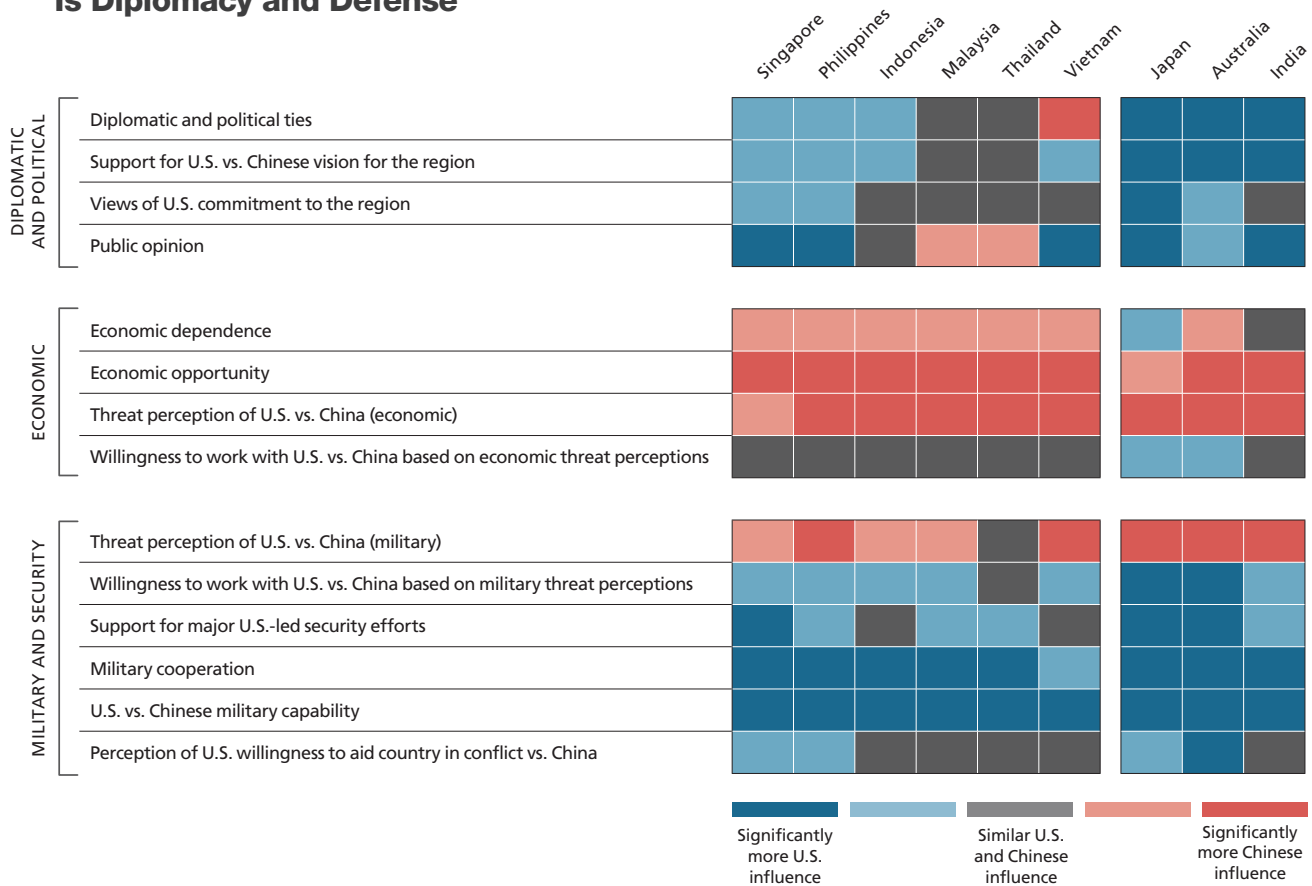 Is Diplomacy and Defense
Singapore
Philippines
Indonesia
Malaysia
Thailand
Vietnam
Japan
Australia
India
DIPLOMATIC
AND POLITICAL
Diplomatic and political ties
Support for U.S. vs. Chinese vision for the region
Views of U.S. commitment to the region
Public opinion
ECONOMIC
Economic dependence
Economic opportunity
Threat perception of U.S. vs. China (economic)
Willingness to work with U.S. vs. China based on economic threat perceptions
MILITARY AND SECURITY
Threat perception of U.S. vs. China (military)
Willingness to work with U.S. vs. China based on military threat perceptions
Support for major U.S.-led security efforts
Military cooperation
U.S. vs. Chinese military capability
Perception of U.S. willingness to aid country in conflict vs. China
Significantly
more U.S.
influence
Similar U.S.
and Chinese
influence
Significantly
more Chinese
influence